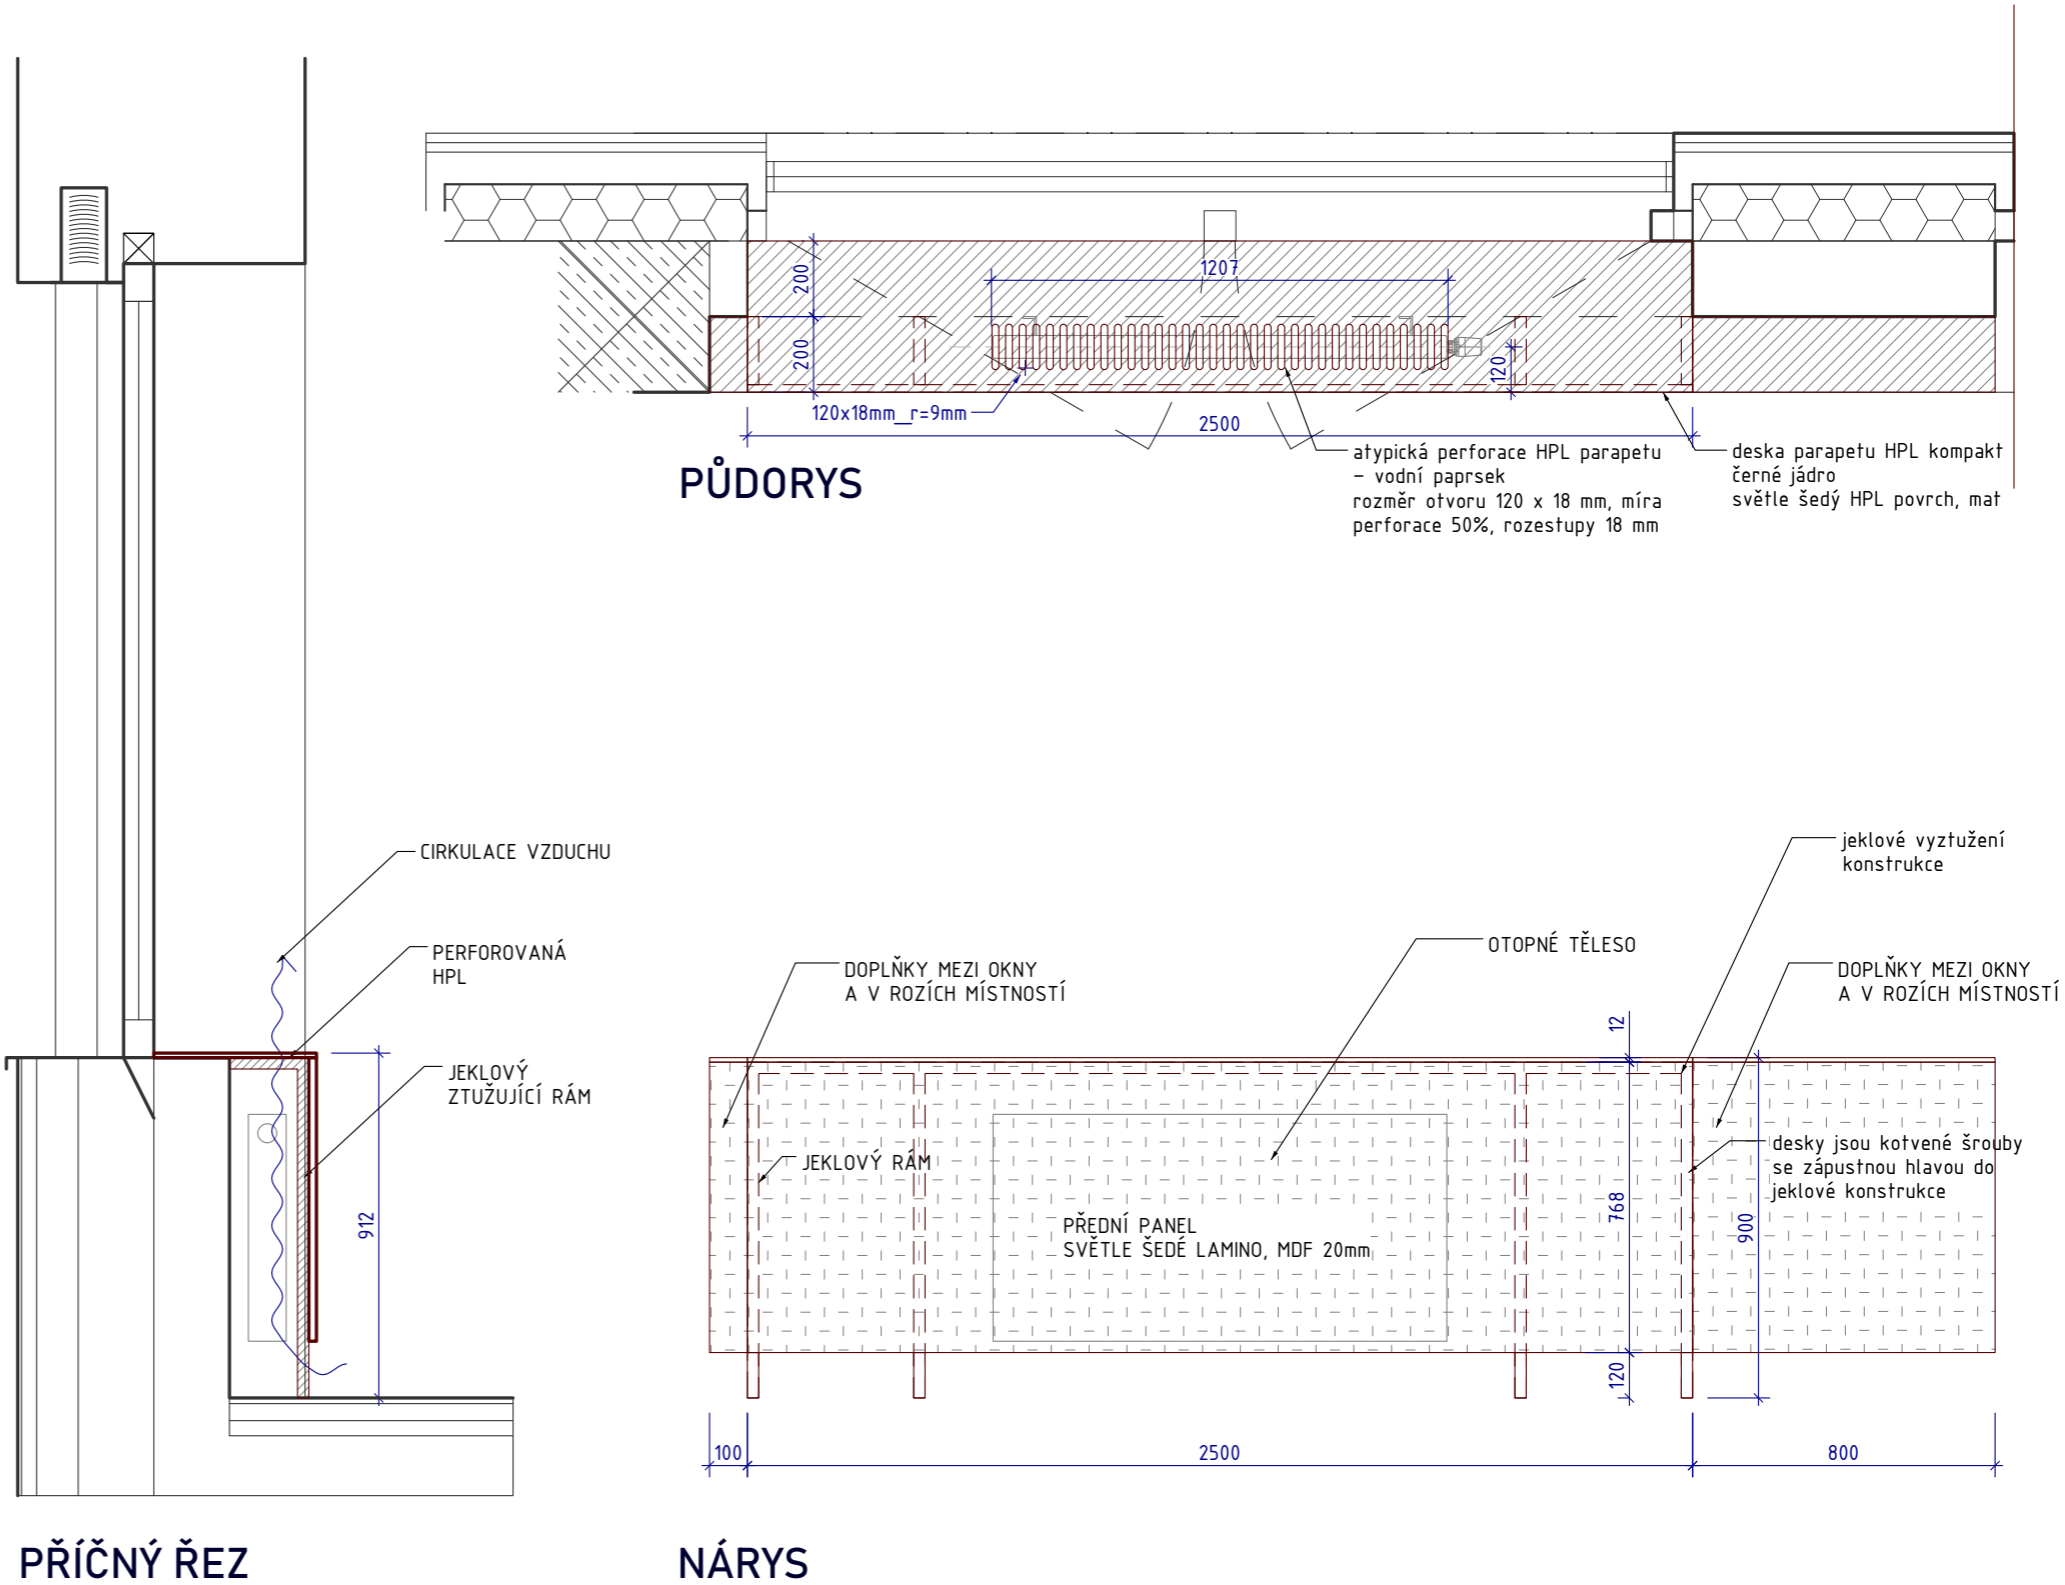 1207
200
200
120
120x18mm_r=9mm
2500
PŮDORYS
atypická perforace HPL parapetu
– vodní paprsek
rozměr otvoru 120 x 18 mm, míra
perforace 50%, rozestupy 18 mm
deska parapetu HPL kompakt
černé jádro
světle šedý HPL povrch, mat
CIRKULACE VZDUCHU
PERFOROVANÁ
HPL
JEKLOVÝ
ZTUŽUJÍCÍ RÁM
912
PŘÍČNÝ ŘEZ
jeklové vyztužení
konstrukce
OTOPNÉ TĚLESO
DOPLŇKY MEZI OKNY
A V ROZÍCH MÍSTNOSTÍ
DOPLŇKY MEZI OKNY
A V ROZÍCH MÍSTNOSTÍ
12
JEKLOVÝ RÁM
desky jsou kotvené šrouby
se zápustnou hlavou do
jeklové konstrukce
PŘEDNÍ PANEL
SVĚTLE ŠEDÉ LAMINO, MDF 20mm
768
900
120
100
2500
800
NÁRYS